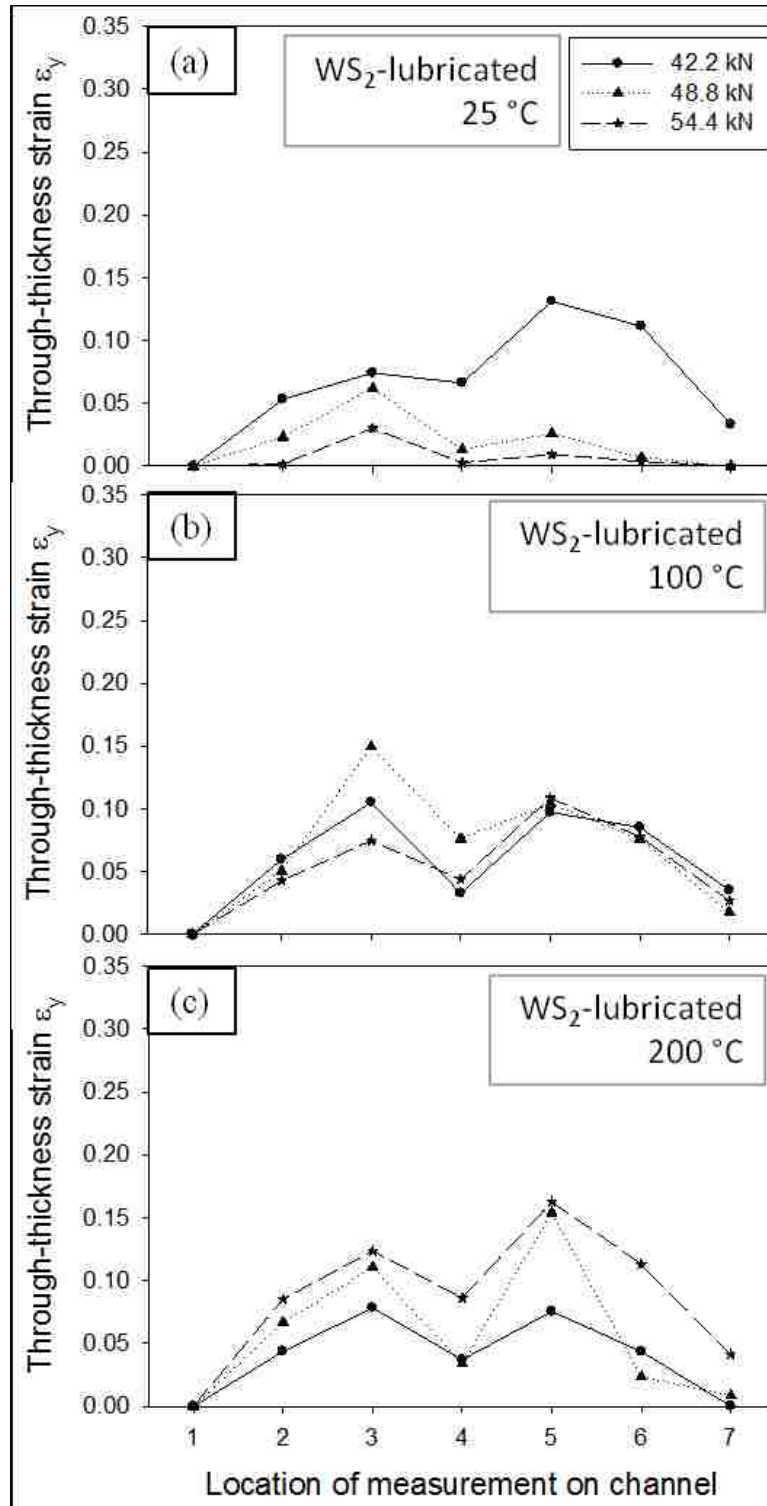 (a)
WS₂-lubricated
25 °C
42.2 kN
48.8 kN
54.4 kN
Through-thickness strain εy
0.35
0.30
0.25
0.20
0.15
0.10
0.05
0.00
(b)
WS₂-lubricated
100 °C
Through-thickness strain εy
0.35
0.30
0.25
0.20
0.15
0.10
0.05
0.00
(c)
WS₂-lubricated
200 °C
Through-thickness strain εy
0.35
0.30
0.25
0.20
0.15
0.10
0.05
0.00
1 2 3 4 5 6 7
Location of measurement on channel